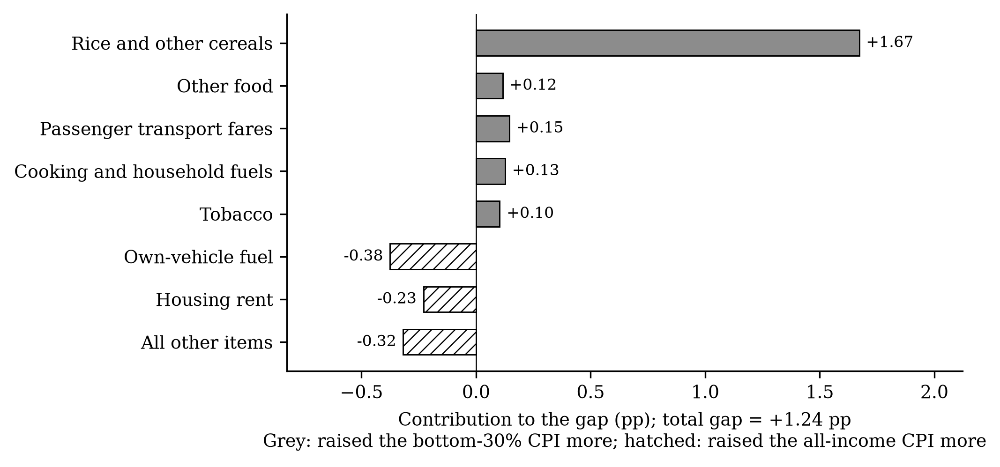 Rice and other cereals +1.67
Other food +0.12
Passenger transport fares +0.15
Cooking and household fuels +0.13
Tobacco +0.10
Own-vehicle fuel -0.38
Housing rent -0.23
All other items -0.32
−0.5 0.0 0.5 1.0 1.5 2.0
Contribution to the gap (pp); total gap = +1.24 pp
Grey: raised the bottom-30% CPI more; hatched: raised the all-income CPI more